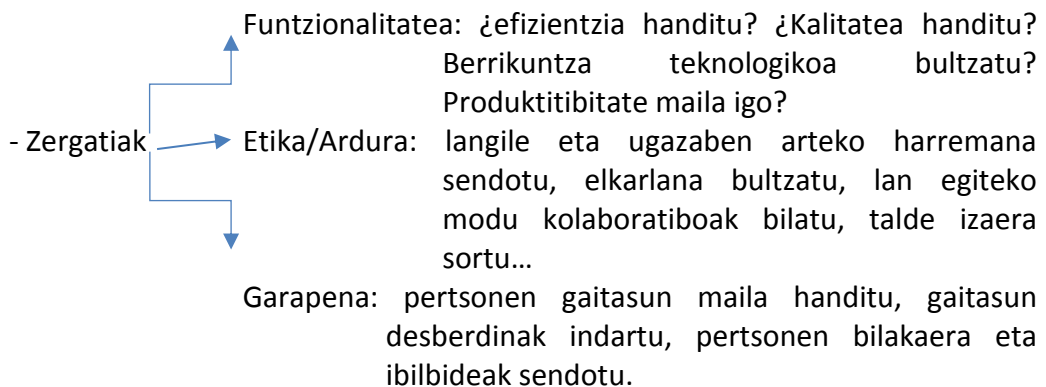 Funtzionalitatea: ¿efizientzia handitu? ¿Kalitatea handitu?
Berrikuntza teknologikoa bultzatu?
Produktitibitate maila igo?
- Zergatiak
Etika/Ardura: langile eta ugazaben arteko harremana
sendotu, elkarlana bultzatu, lan egiteko
modu kolaboratiboak bilatu, talde izaera
sortu…
Garapena: pertsonen gaitasun maila handitu, gaitasun
desberdinak indartu, pertsonen bilakaera eta
ibilbideak sendotu.